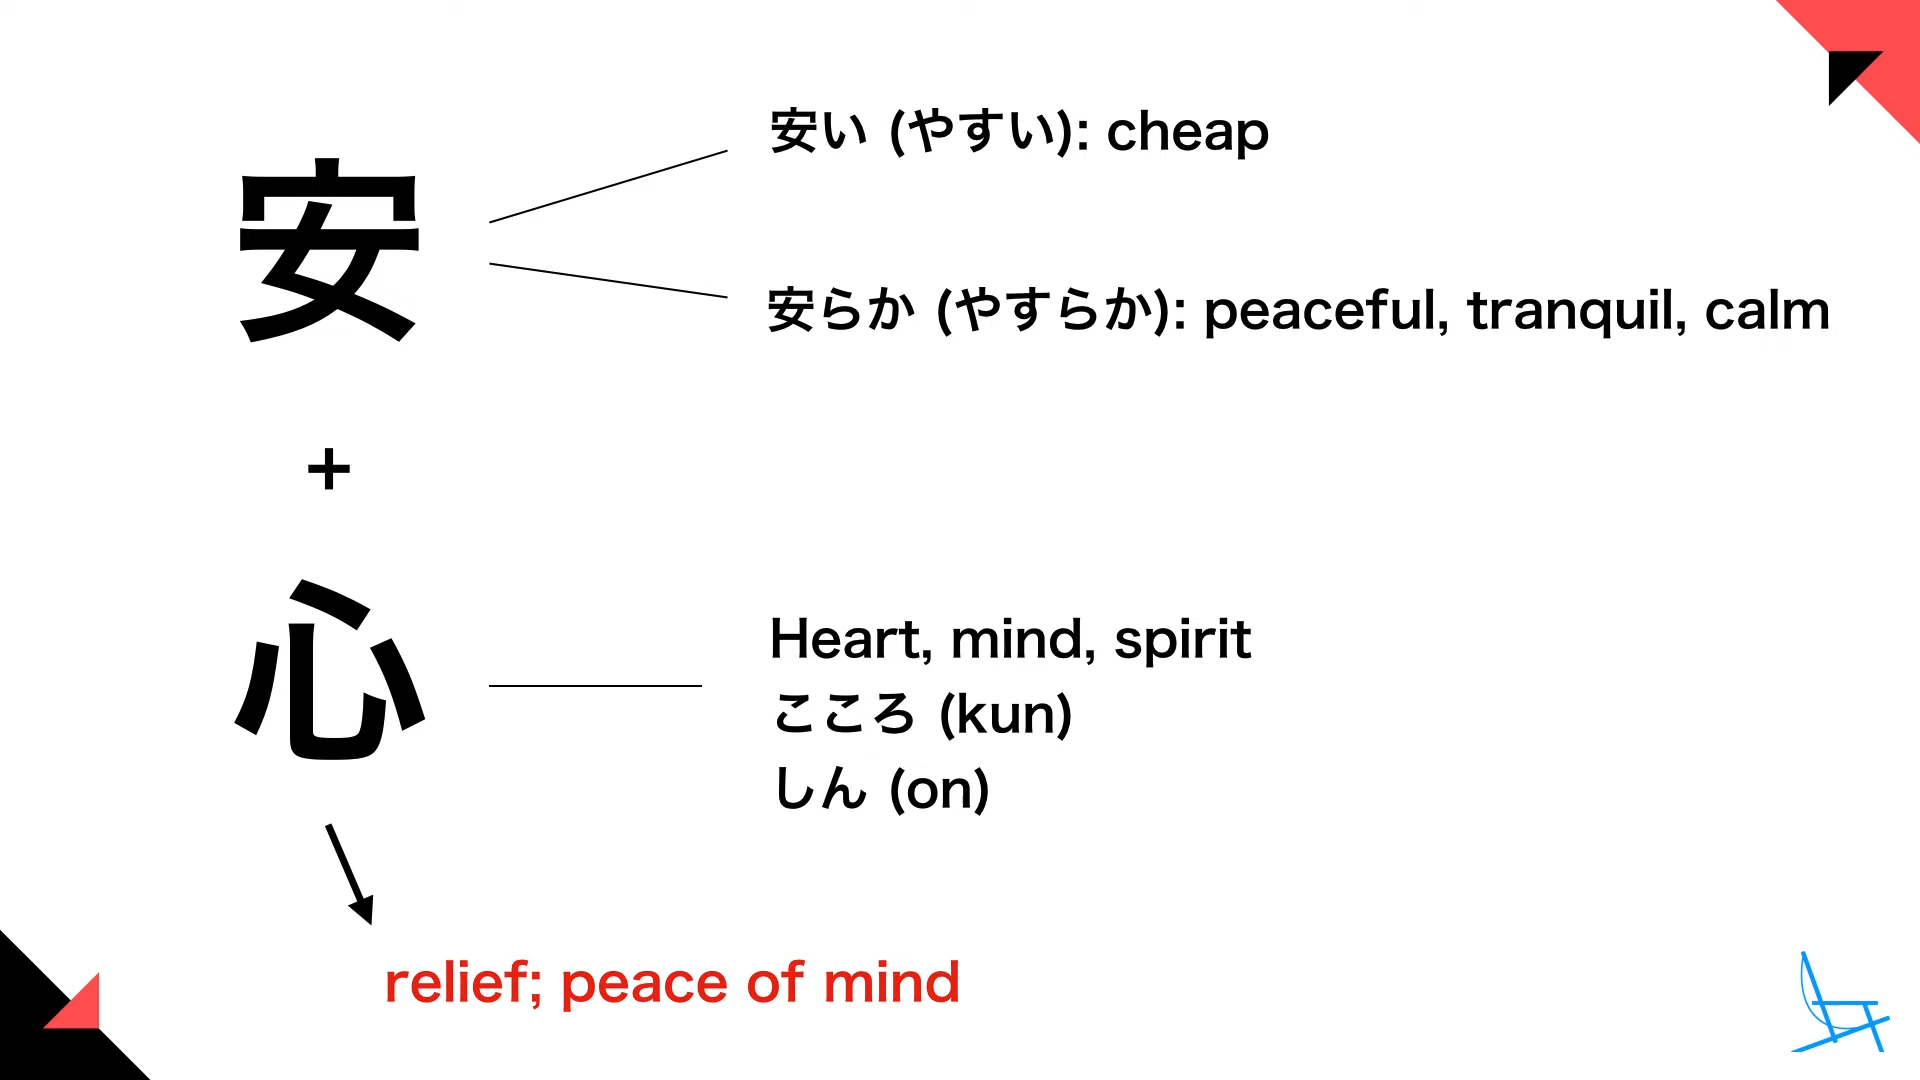 安
安い (やすい): cheap
安らか (やすらか): peaceful, tranquil, calm
+
心
Heart, mind, spirit
こころ (kun)
しん (on)
relief; peace of mind